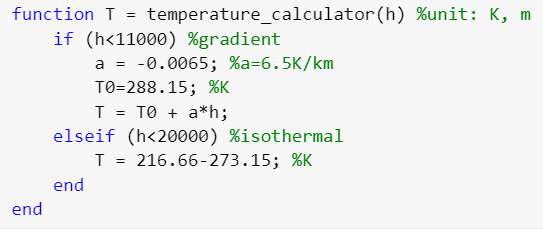 function T = temperature_calculator(h) %unit: K, m
if (h<11000) %gradient
a = -0.0065; %a=6.5K/km
T0=288.15; %K
T = T0 + a*h;
elseif (h<20000) %isothermal
T = 216.66-273.15; %K
end
end